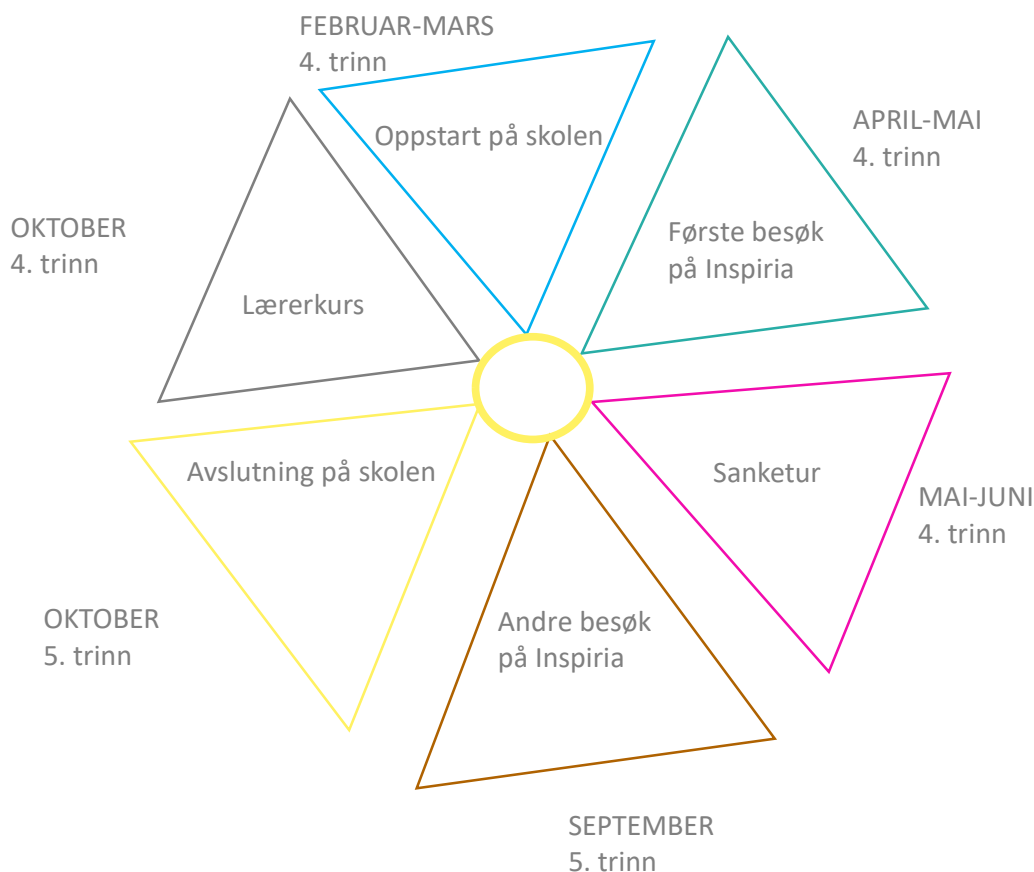 FEBRUAR-MARS
4. trinn
Oppstart på skolen
APRIL-MAI
4. trinn
Første besøk
på Inspiria
OKTOBER
4. trinn
Lærerkurs
Avslutning på skolen
Sanketur
MAI-JUNI
4. trinn
OKTOBER
5. trinn
Andre besøk
på Inspiria
SEPTEMBER
5. trinn